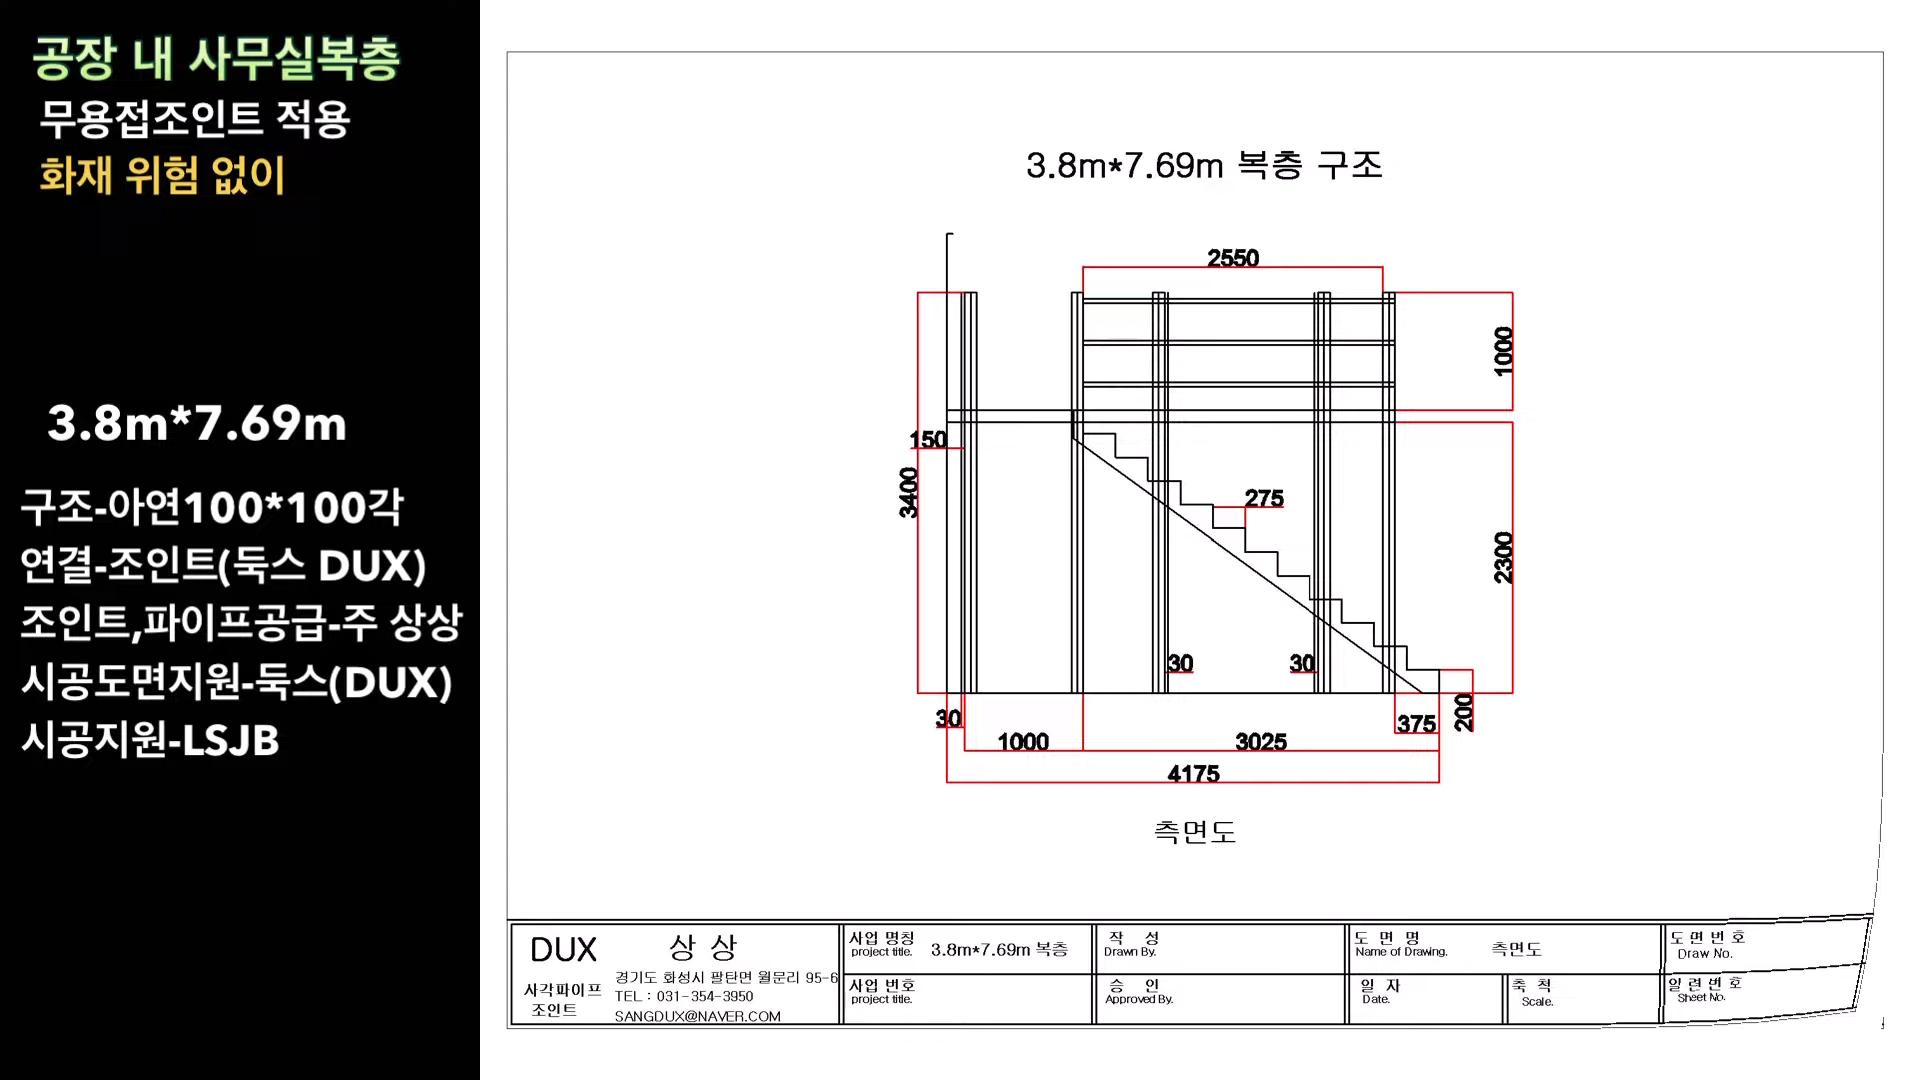 공장 내 사무실복층
무용접조인트 적용
화재 위험 없이
3.8m*7.69m
구조-아연100*100각
연결-조인트(둑스 DUX)
조인트,파이프공급-주 상상
시공도면지원-둑스(DUX)
시공지원-LSJB
3.8m*7.69m 복층 구조
2550
1000
150
3400
275
2300
30
30
30
375
200
1000
3025
4175
측면도
DUX
상 상
사각파이프
조인트
경기도 화성시 팔탄면 월문리 95-6
TEL : 031-354-3950
SANGDUX@NAVER.COM
사업 명칭
project title.
3.8m*7.69m 복층
작 성
Drawn By.
도 면 명
Name of Drawing.
측면도
도 면 번 호
Draw No.
사업 번호
project title.
승 인
Approved By.
일 자
Date.
축 척
Scale.
일 련 번 호
Sheet No.